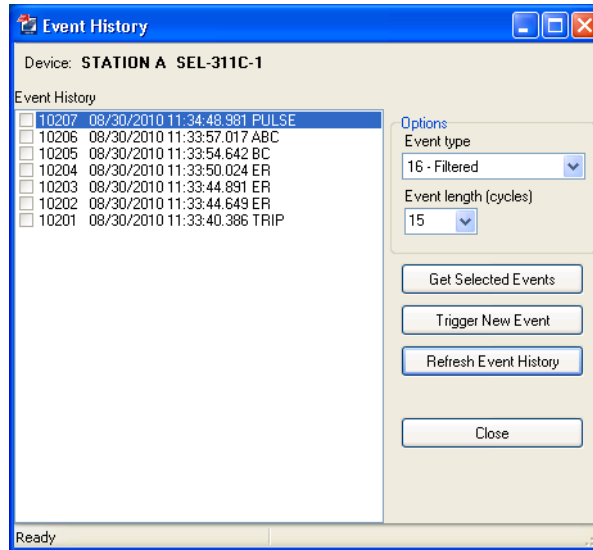 Event History
Device: STATION A SEL-311C-1
Event History
10207 08/30/2010 11:34:48.981 PULSE
10206 08/30/2010 11:33:57.017 ABC
10205 08/30/2010 11:33:54.642 BC
10204 08/30/2010 11:33:50.024 ER
10203 08/30/2010 11:33:44.891 ER
10202 08/30/2010 11:33:44.649 ER
10201 08/30/2010 11:33:40.386 TRIP
Options
Event type
16 - Filtered
Event length (cycles)
15
Get Selected Events
Trigger New Event
Refresh Event History
Close
Ready